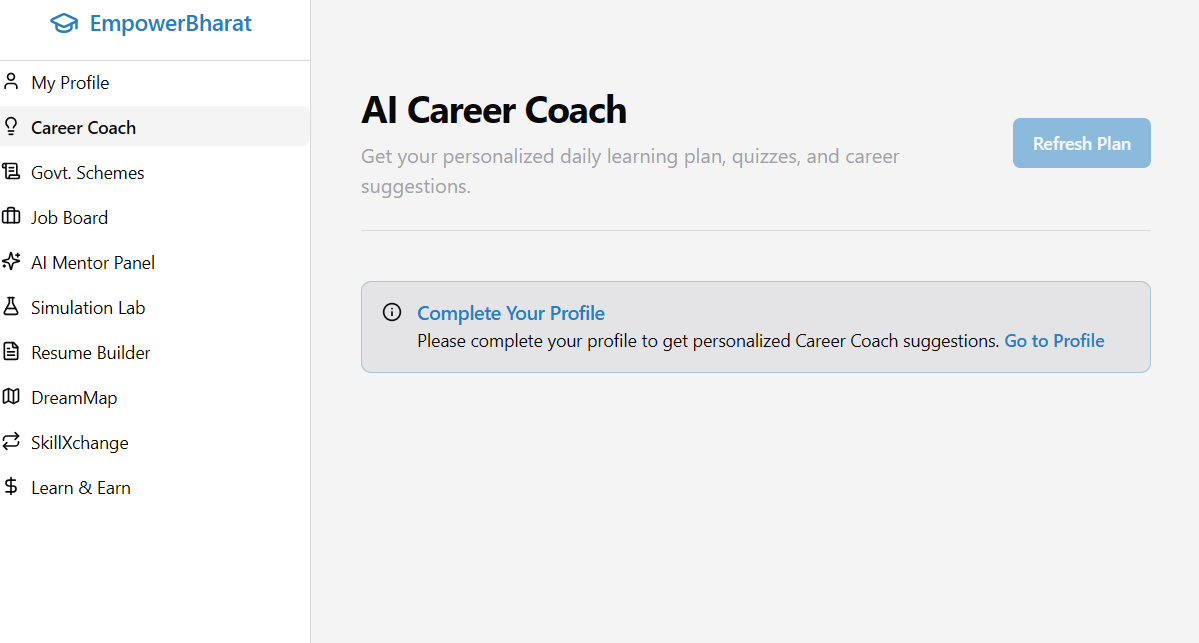 EmpowerBharat
My Profile
Career Coach
Govt. Schemes
Job Board
AI Mentor Panel
Simulation Lab
Resume Builder
DreamMap
SkillXchange
Learn & Earn
AI Career Coach
Get your personalized daily learning plan, quizzes, and career
suggestions.
Refresh Plan
Complete Your Profile
Please complete your profile to get personalized Career Coach suggestions. Go to Profile